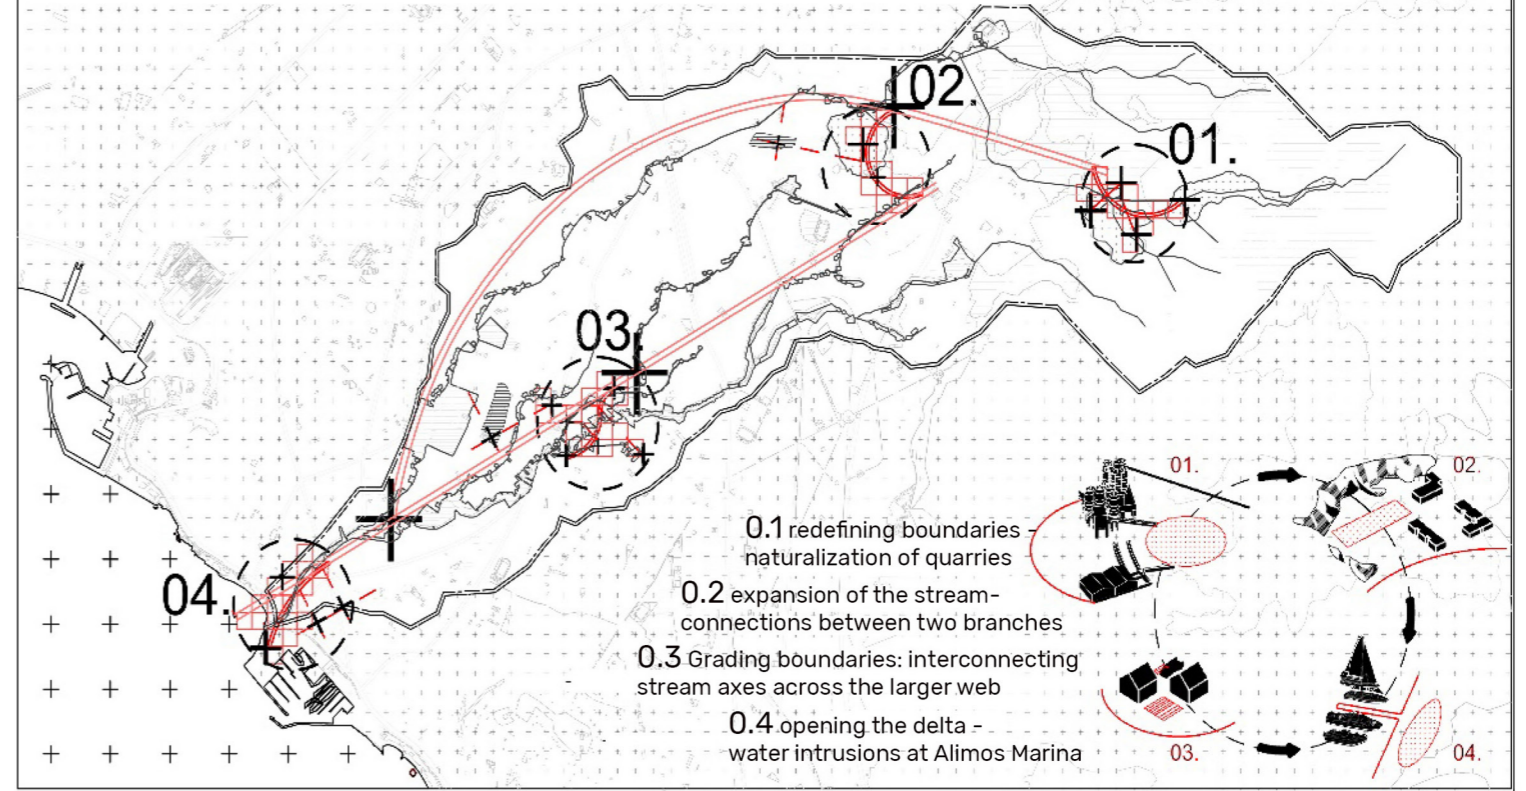 02.
01.
03.
04.
0.1 redefining boundaries -
naturalization of quarries
0.2 expansion of the stream-
connections between two branches
0.3 Grading boundaries: interconnecting
stream axes across the larger web
0.4 opening the delta -
water intrusions at Alimos Marina
01.
02.
03.
04.